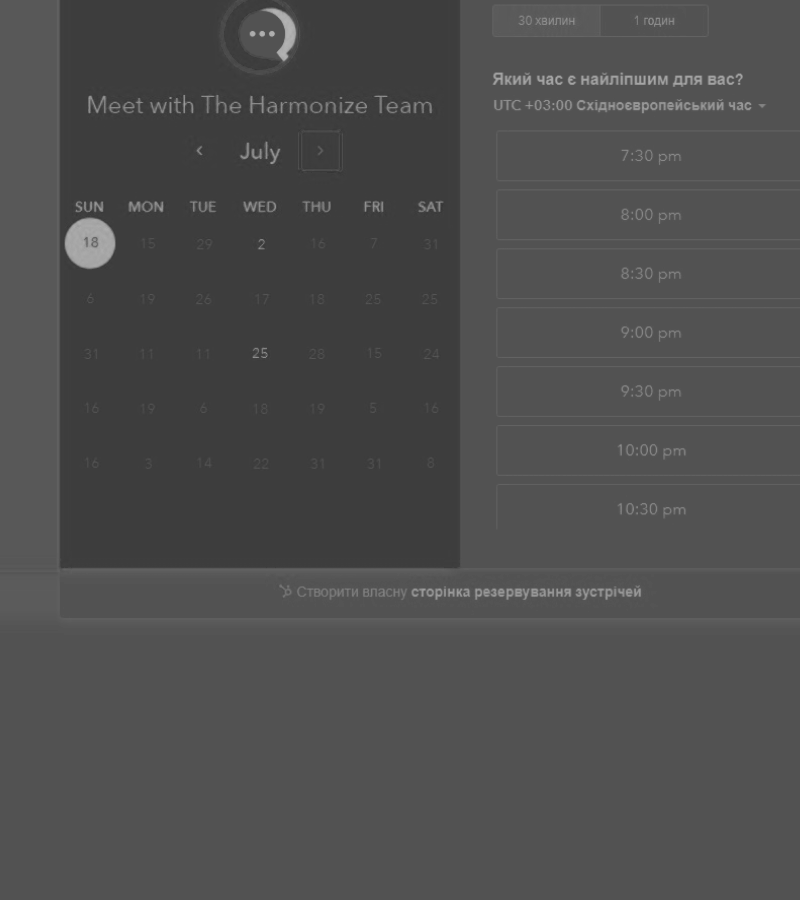 Meet with The Harmonize Team
‹ July ›
SUN MON TUE WED THU FRI SAT
18 15 29 2 16 7 31
6 19 26 17 18 25 25
31 11 11 25 28 15 24
16 19 6 18 19 5 16
16 3 14 22 31 31 8
30 хвилин 1 годин
Який час є найліпшим для вас?
UTC +03:00 Східноєвропейський час
7:30 pm
8:00 pm
8:30 pm
9:00 pm
9:30 pm
10:00 pm
10:30 pm
Створити власну сторінка резервування зустрічей